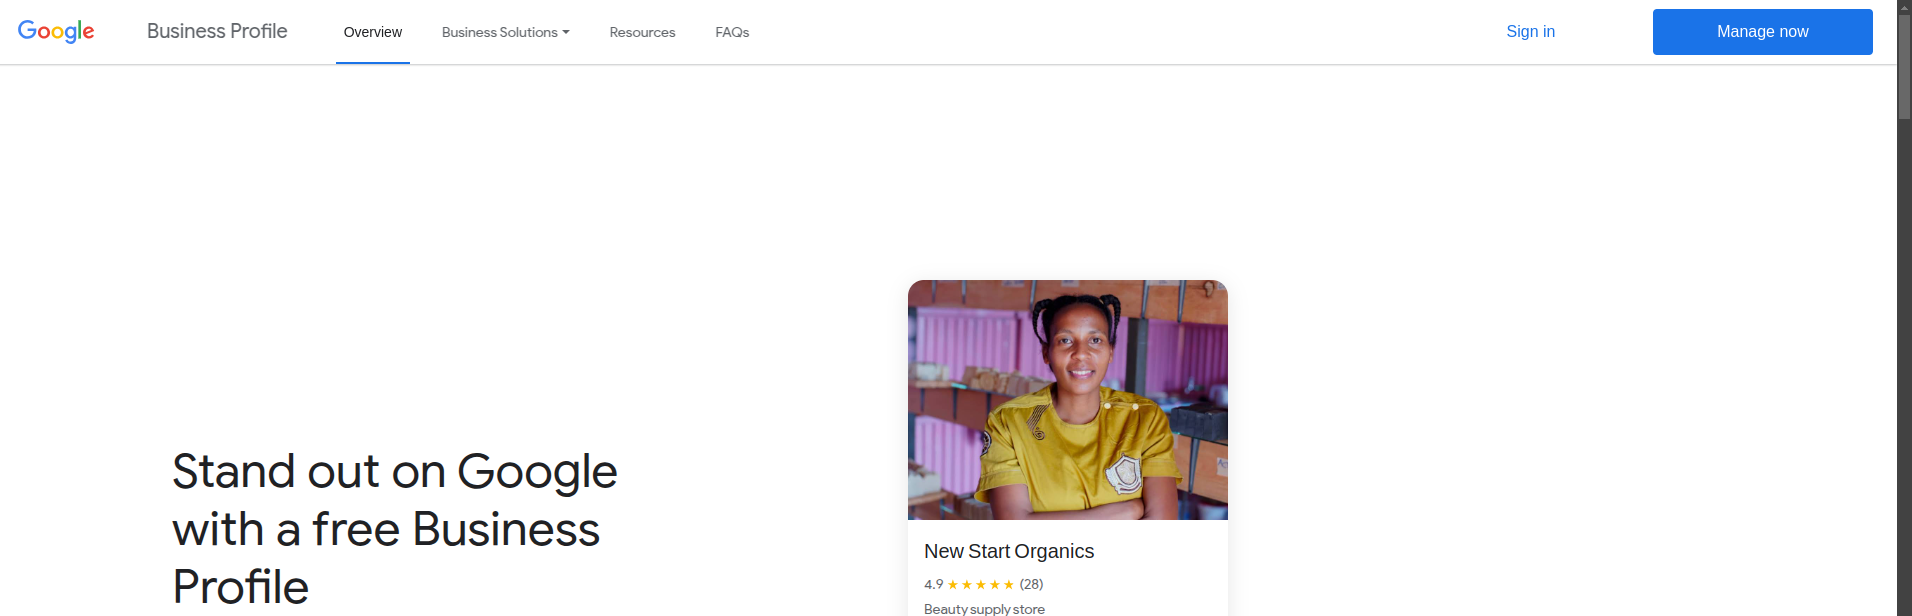 Google Business Profile Overview Business Solutions Resources FAQs Sign in Manage now
Stand out on Google
with a free Business
Profile
New Start Organics
4.9 ★★★★★ (28)
Beauty supply store